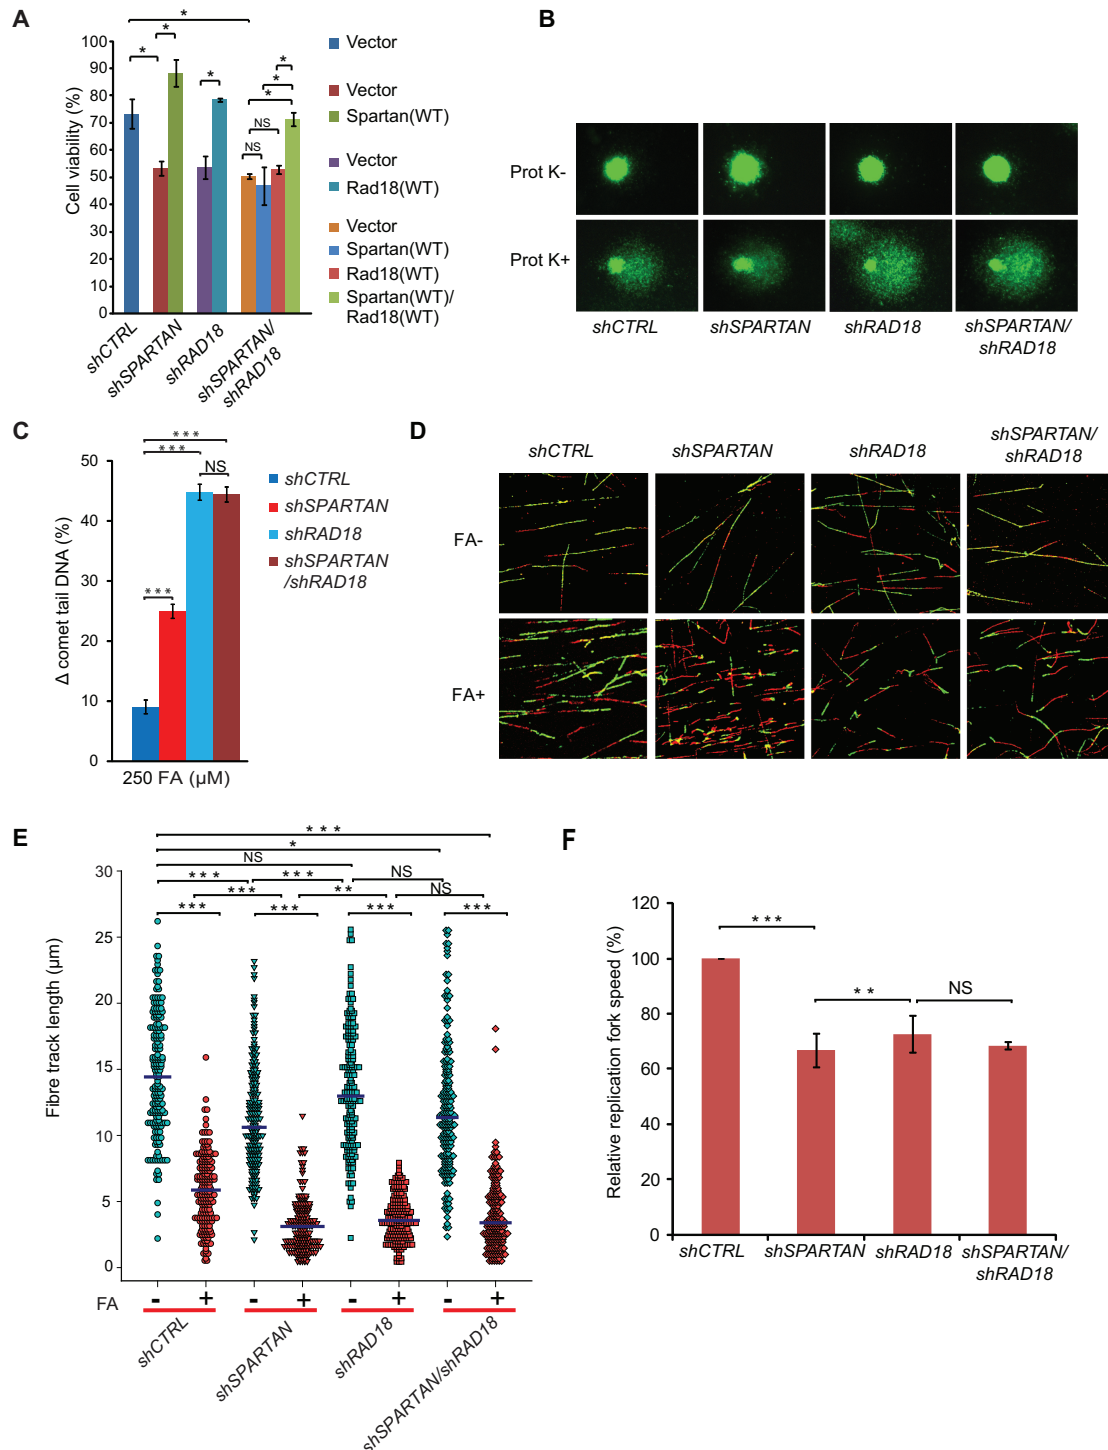 A
*
Cell viability (%)
100
90
80
70
60
50
40
30
20
10
0
*
*
*
NS
NS
*
*
*
shCTRL
shSPARTAN
shRAD18
shSPARTAN/
shRAD18
Vector
Vector
Spartan(WT)
Vector
Rad18(WT)
Vector
Spartan(WT)
Rad18(WT)
Spartan(WT)/
Rad18(WT)
B
Prot K-
Prot K+
shCTRL
shSPARTAN
shRAD18
shSPARTAN/
shRAD18
C
***
***
NS
***
Δ comet tail DNA (%)
50
40
30
20
10
0
250 FA (μM)
shCTRL
shSPARTAN
shRAD18
shSPARTAN
/shRAD18
D
shCTRL
shSPARTAN
shRAD18
shSPARTAN/
shRAD18
FA-
FA+
E
***
*
NS
*** *** NS
*** ** NS
*** *** *** ***
Fibre track length (μm)
30
25
20
15
10
5
0
FA - + - + - + - +
shCTRL
shSPARTAN
shRAD18
shSPARTAN/shRAD18
F
Relative replication fork speed (%)
120
100
80
60
40
20
0
***
**
NS
shCTRL
shSPARTAN
shRAD18
shSPARTAN/
shRAD18